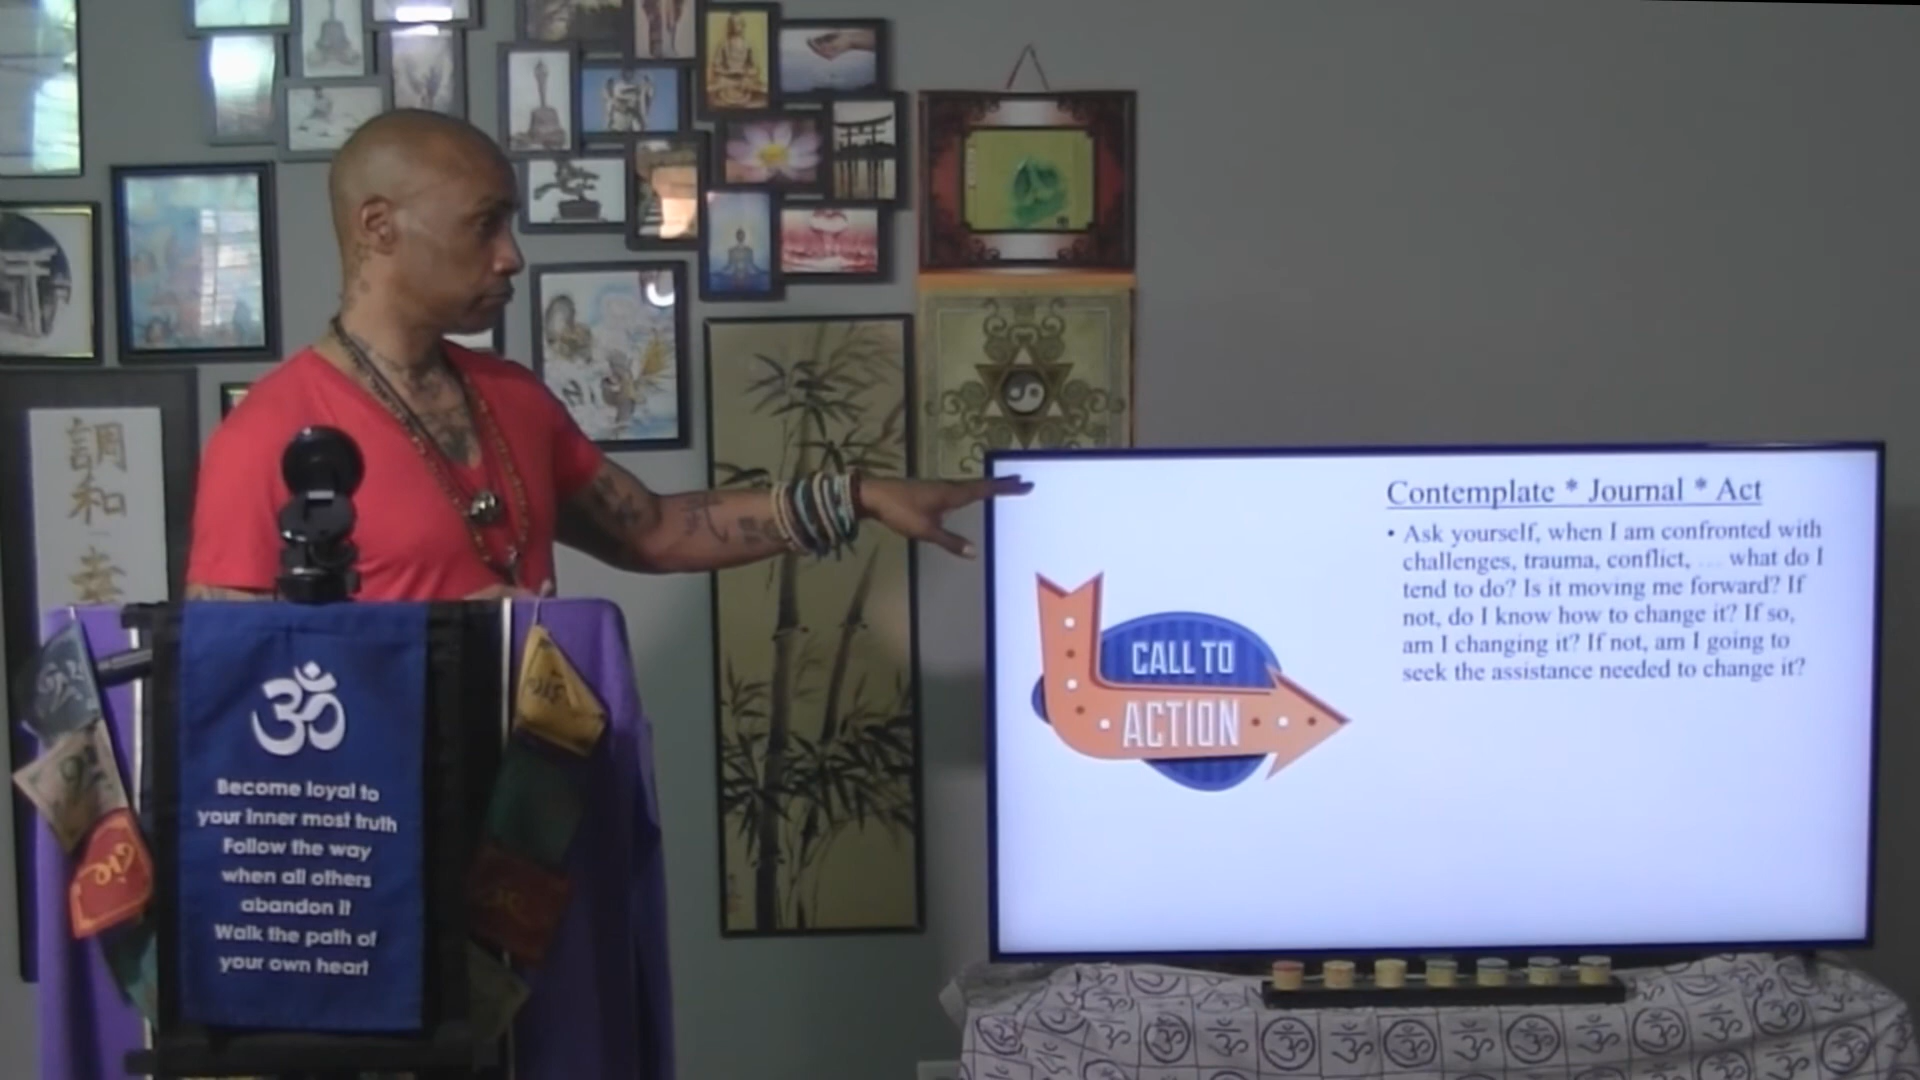 調
和
幸
Become loyal to
your inner most truth
Follow the way
when all others
abandon it
Walk the path of
your own heart
ॐ
CALL TO
ACTION
Contemplate * Journal * Act
• Ask yourself, when I am confronted with
challenges, trauma, conflict, … what do I
tend to do? Is it moving me forward? If
not, do I know how to change it? If so,
am I changing it? If not, am I going to
seek the assistance needed to change it?